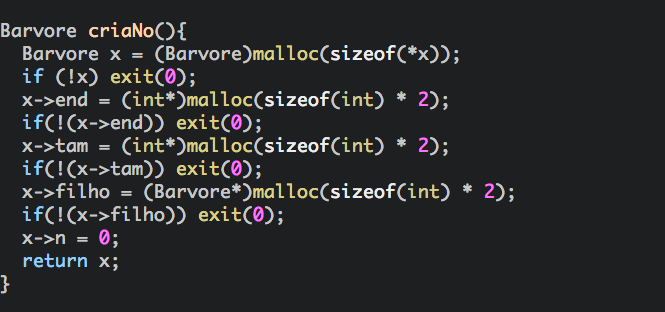 Barvore criaNo(){
  Barvore x = (Barvore)malloc(sizeof(*x));
  if (!x) exit(0);
  x->end = (int*)malloc(sizeof(int) * 2);
  if(!(x->end)) exit(0);
  x->tam = (int*)malloc(sizeof(int) * 2);
  if(!(x->tam)) exit(0);
  x->filho = (Barvore*)malloc(sizeof(int) * 2);
  if(!(x->filho)) exit(0);
  x->n = 0;
  return x;
}